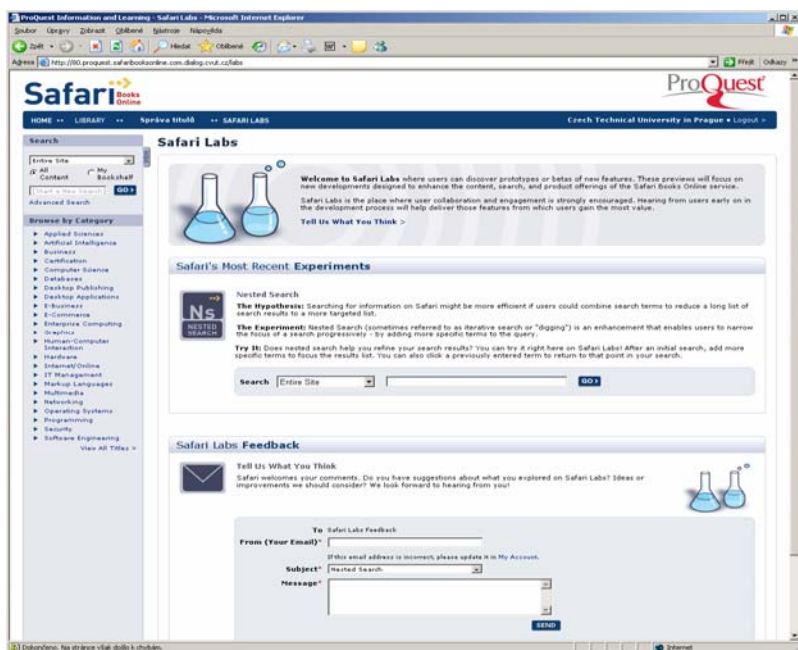 ProQuest Information and Learning - Safari Labs - Microsoft Internet Explorer
Soubor Úpravy Zobrazit Oblíbené Nástroje Nápověda
Zpět Hledat Oblíbené
Adresa http://80.proquest.safaribooksonline.com.dialog.cvut.cz/labs Přejít Odkazy
Safari Books Online
ProQuest
HOME LIBRARY Správa titulů SAFARI LABS Czech Technical University in Prague • Logout >
Search
Entire Site
All Content My Bookshelf
Start a New Search GO
Advanced Search
Browse by Category
Applied Sciences
Artificial Intelligence
Business
Certification
Computer Science
Databases
Desktop Publishing
Desktop Applications
E-Business
E-Commerce
Enterprise Computing
Graphics
Human-Computer Interaction
Hardware
Internet/Online
IT Management
Markup Languages
Multimedia
Networking
Operating Systems
Programming
Security
Software Engineering
View All Titles >
Safari Labs
Welcome to Safari Labs where users can discover prototypes or betas of new features. These previews will focus on
new developments designed to enhance the content, search, and product offerings of the Safari Books Online service.
Safari Labs is the place where user collaboration and engagement is strongly encouraged. Hearing from users early on in
the development process will help deliver those features from which users gain the most value.
Tell Us What You Think >
Safari's Most Recent Experiments
Ns
NESTED SEARCH
Nested Search
The Hypothesis: Searching for information on Safari might be more efficient if users could combine search terms to reduce a long list of
search results to a more targeted list.
The Experiment: Nested Search (sometimes referred to as iterative search or "digging") is an enhancement that enables users to narrow
the focus of a search progressively - by adding more specific terms to the query.
Try It: Does nested search help you refine your search results? You can try it right here on Safari Labs! After an initial search, add more
specific terms to focus the results list. You can also click a previously entered term to return to that point in your search.
Search Entire Site GO
Safari Labs Feedback
Tell Us What You Think
Safari welcomes your comments. Do you have suggestions about what you explored on Safari Labs? Ideas or
improvements we should consider? We look forward to hearing from you!
To Safari Labs Feedback
From (Your Email)*
If this email address is incorrect, please update it in My Account.
Subject* Nested Search
Message*
SEND
Dokončeno. Na stránce však došlo k chybám. Internet